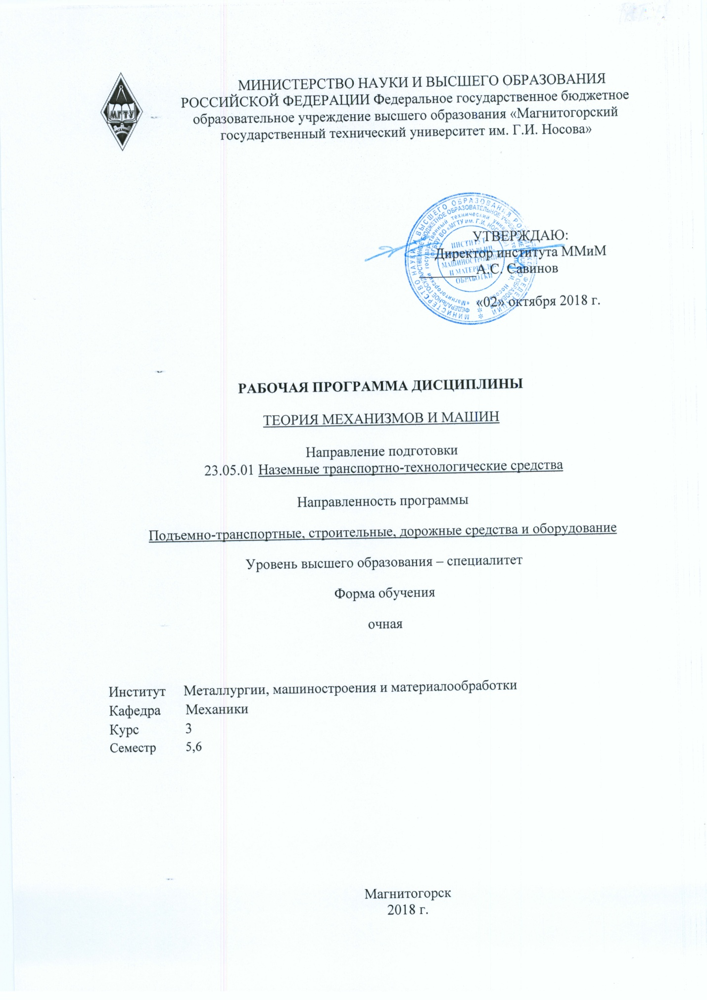 МИНИСТЕРСТВО НАУКИ И ВЫСШЕГО ОБРАЗОВАНИЯ
РОССИЙСКОЙ ФЕДЕРАЦИИ Федеральное государственное бюджетное
образовательное учреждение высшего образования «Магнитогорский
государственный технический университет им. Г.И. Носова»
МГТУ
УТВЕРЖДАЮ:
Директор института ММиМ
А.С. Савинов
«02» октября 2018 г.
РАБОЧАЯ ПРОГРАММА ДИСЦИПЛИНЫ
ТЕОРИЯ МЕХАНИЗМОВ И МАШИН
Направление подготовки
23.05.01 Наземные транспортно-технологические средства
Направленность программы
Подъемно-транспортные, строительные, дорожные средства и оборудование
Уровень высшего образования – специалитет
Форма обучения
очная
Институт Металлургии, машиностроения и материалообработки
Кафедра Механики
Курс 3
Семестр 5,6
Магнитогорск
2018 г.